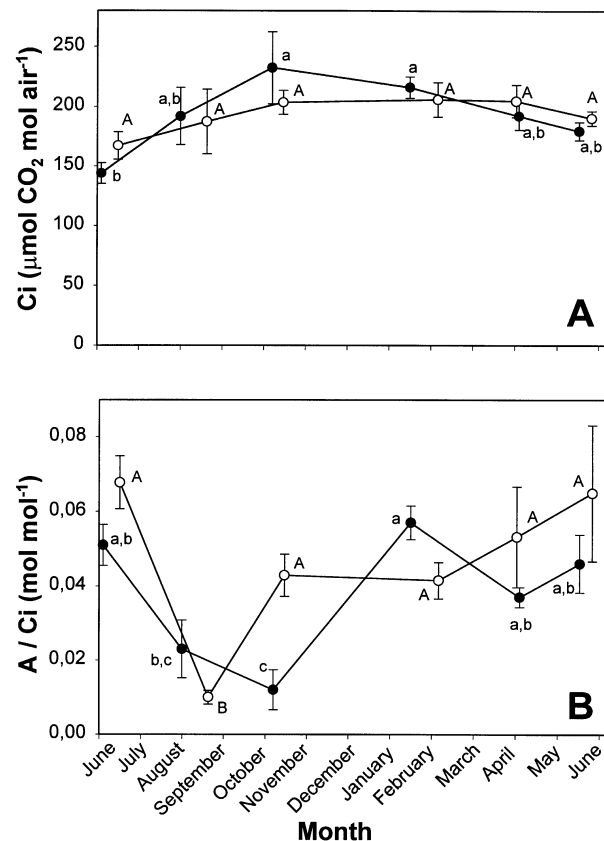 250
200
150
100
50
0
Ci (µmol CO2 mol air-1)
A
a,b
a
a
A
A
A
A
A
b
a,b
a,b
A
0,08
0,06
0,04
0,02
0,00
A / Ci (mol mol-1)
A
a,b
b,c
B
A
c
a
A
A
a,b
A
a,b
B
June
July
August
September
October
November
December
January
February
March
April
May
June
Month